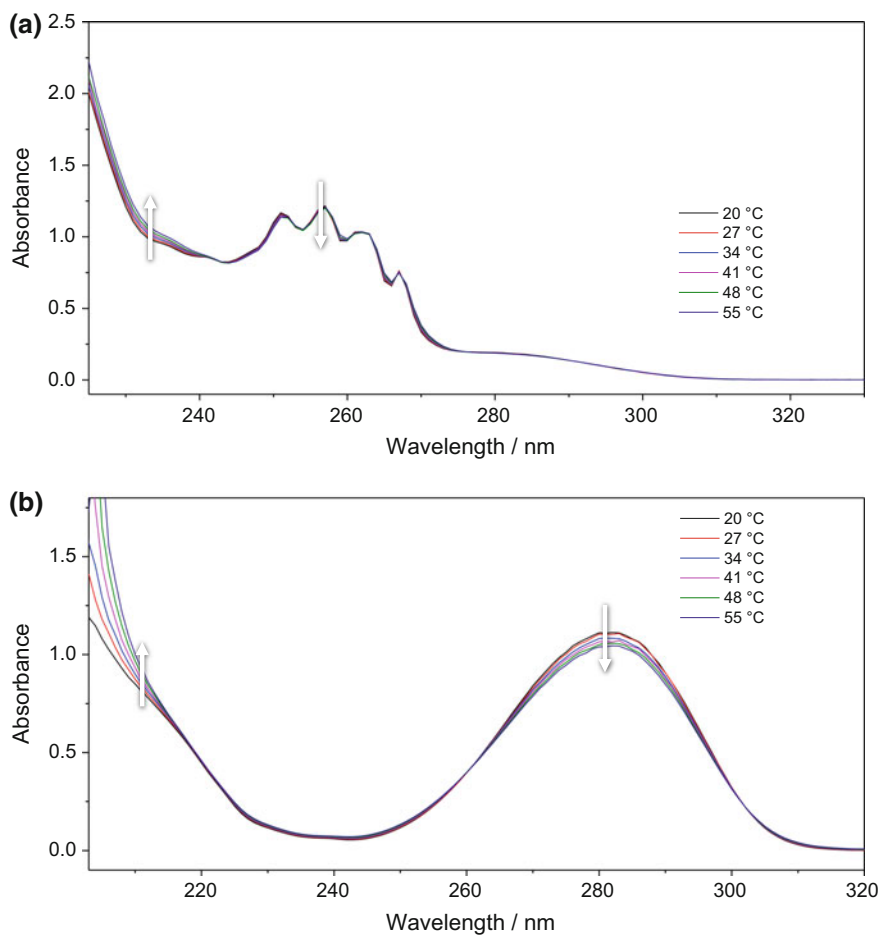 (a)
2.5
2.0
1.5
1.0
0.5
0.0
Absorbance
20 °C
27 °C
34 °C
41 °C
48 °C
55 °C
240 260 280 300 320
Wavelength / nm
(b)
1.5
1.0
0.5
0.0
Absorbance
20 °C
27 °C
34 °C
41 °C
48 °C
55 °C
220 240 260 280 300 320
Wavelength / nm